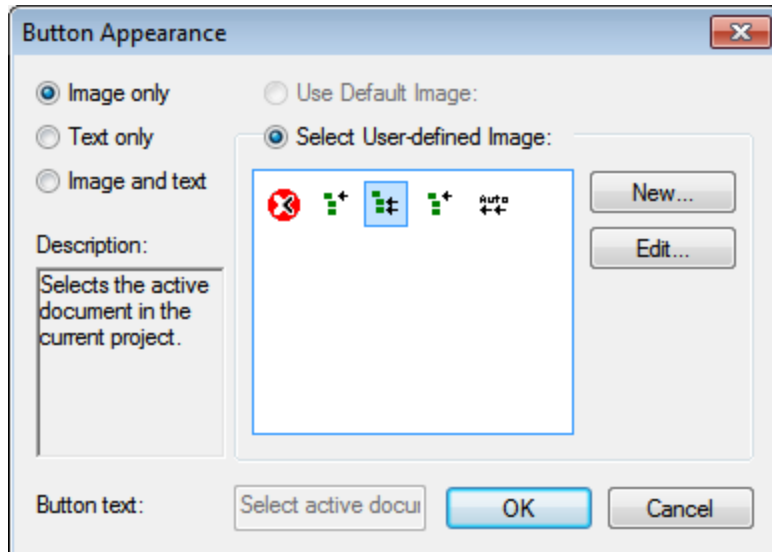 Button Appearance
Image only
Use Default Image:
Text only
Select User-defined Image:
Image and text
Auto
New...
Edit...
Description:
Selects the active
document in the
current project.
Button text:
Select active docu
OK
Cancel